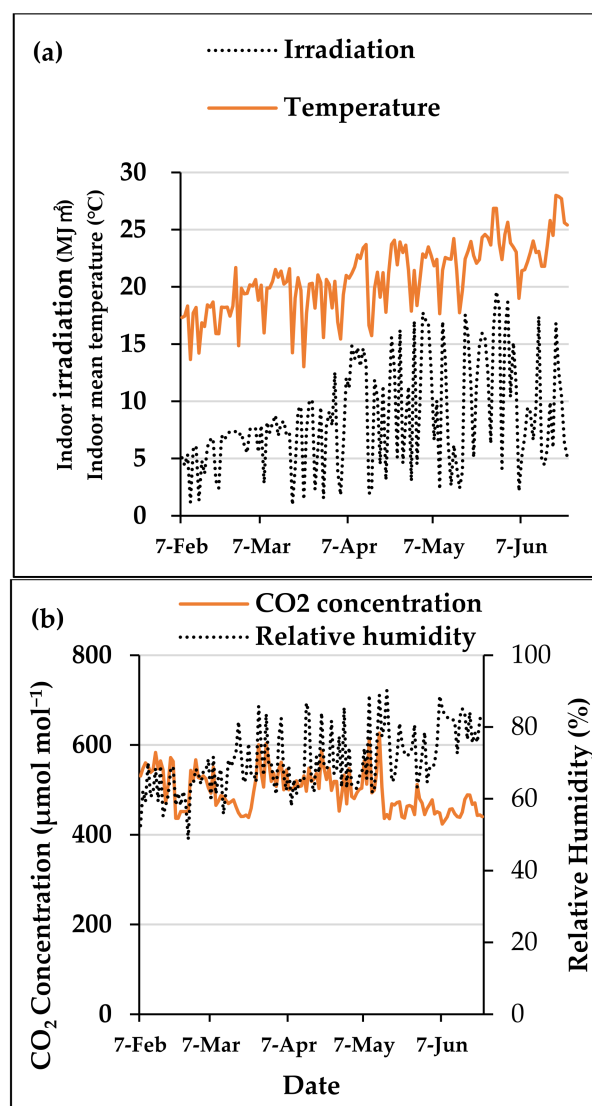 (a)
Irradiation
Temperature
Indoor irradiation (MJ m²)
Indoor mean temperature (°C)
30
25
20
15
10
5
0
7-Feb 7-Mar 7-Apr 7-May 7-Jun
(b)
CO2 concentration
Relative humidity
CO₂ Concentration (µmol mol⁻¹)
800
600
400
200
0
100
80
60
40
20
0
Relative Humidity (%)
7-Feb 7-Mar 7-Apr 7-May 7-Jun
Date